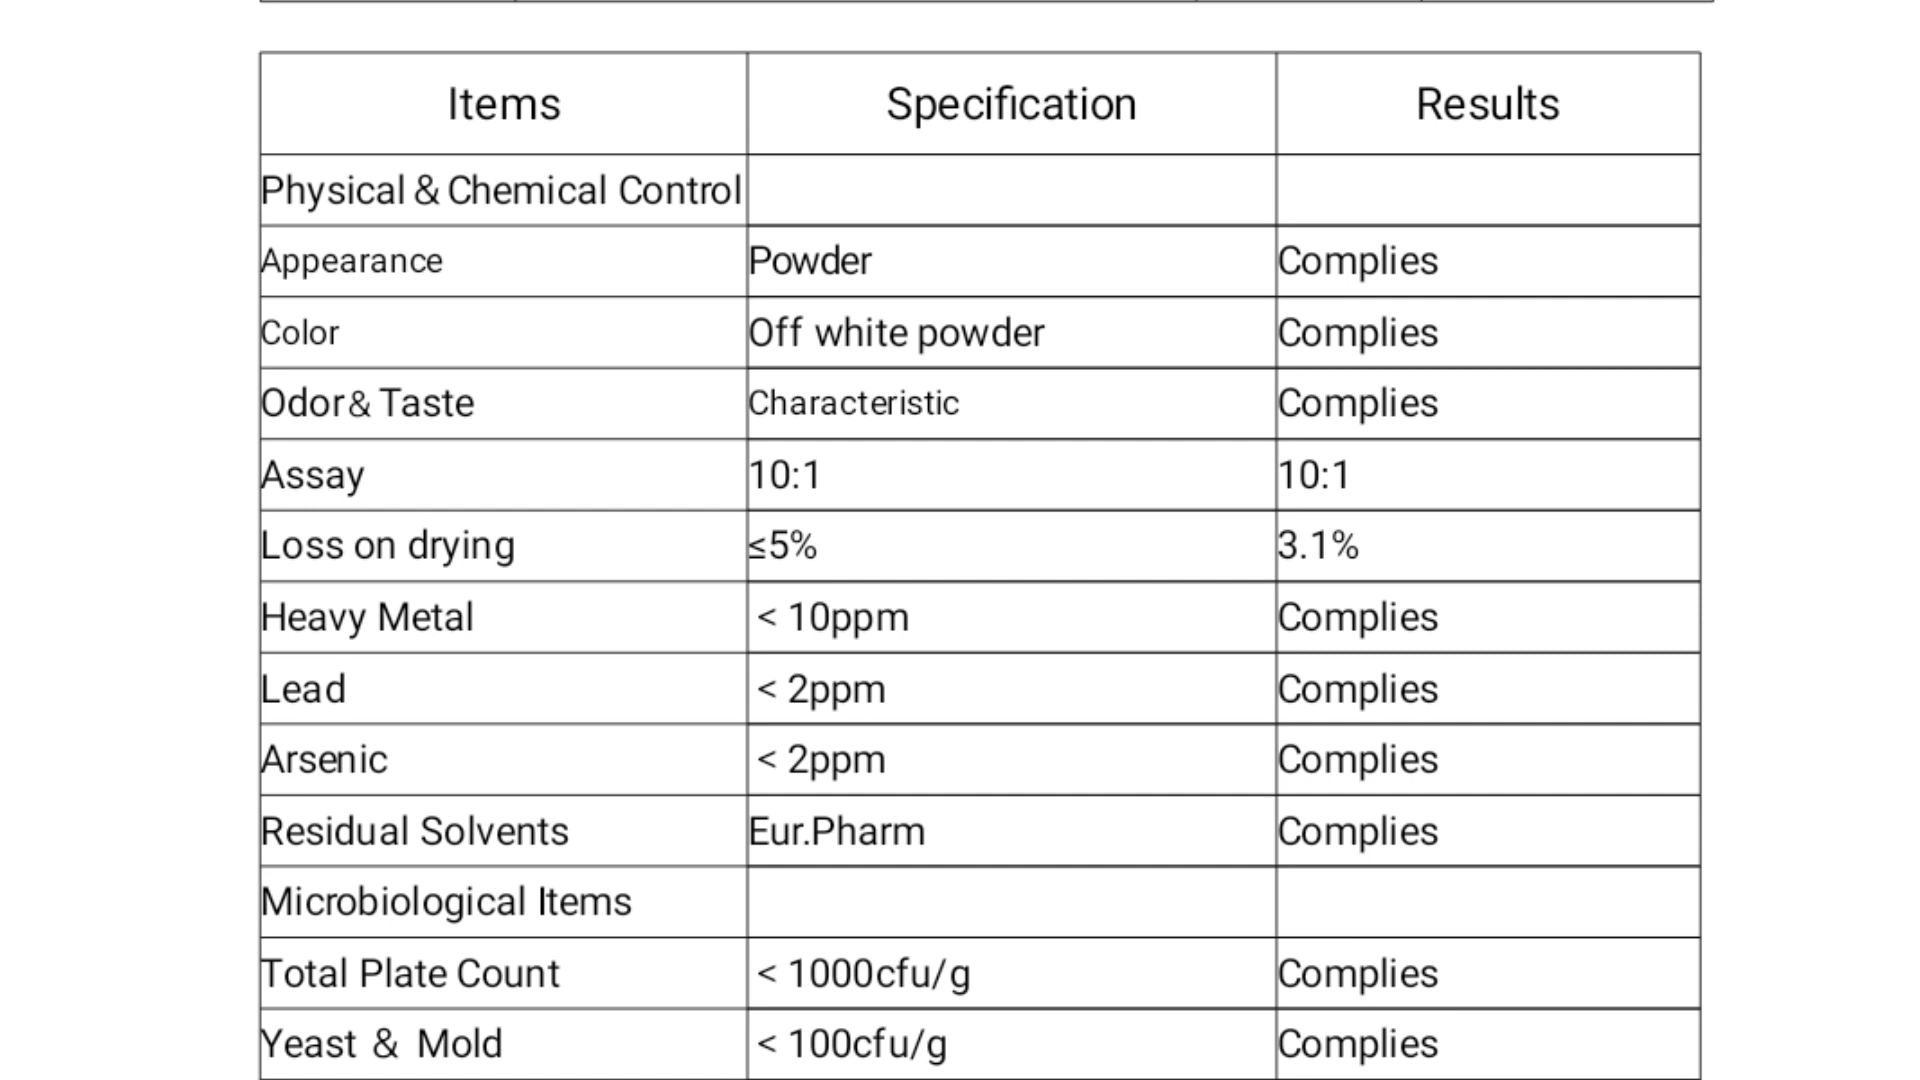 Items Specification Results
Physical & Chemical Control
Appearance Powder Complies
Color Off white powder Complies
Odor& Taste Characteristic Complies
Assay 10:1 10:1
Loss on drying ≤5% 3.1%
Heavy Metal < 10ppm Complies
Lead < 2ppm Complies
Arsenic < 2ppm Complies
Residual Solvents Eur.Pharm Complies
Microbiological Items
Total Plate Count < 1000cfu/g Complies
Yeast & Mold < 100cfu/g Complies